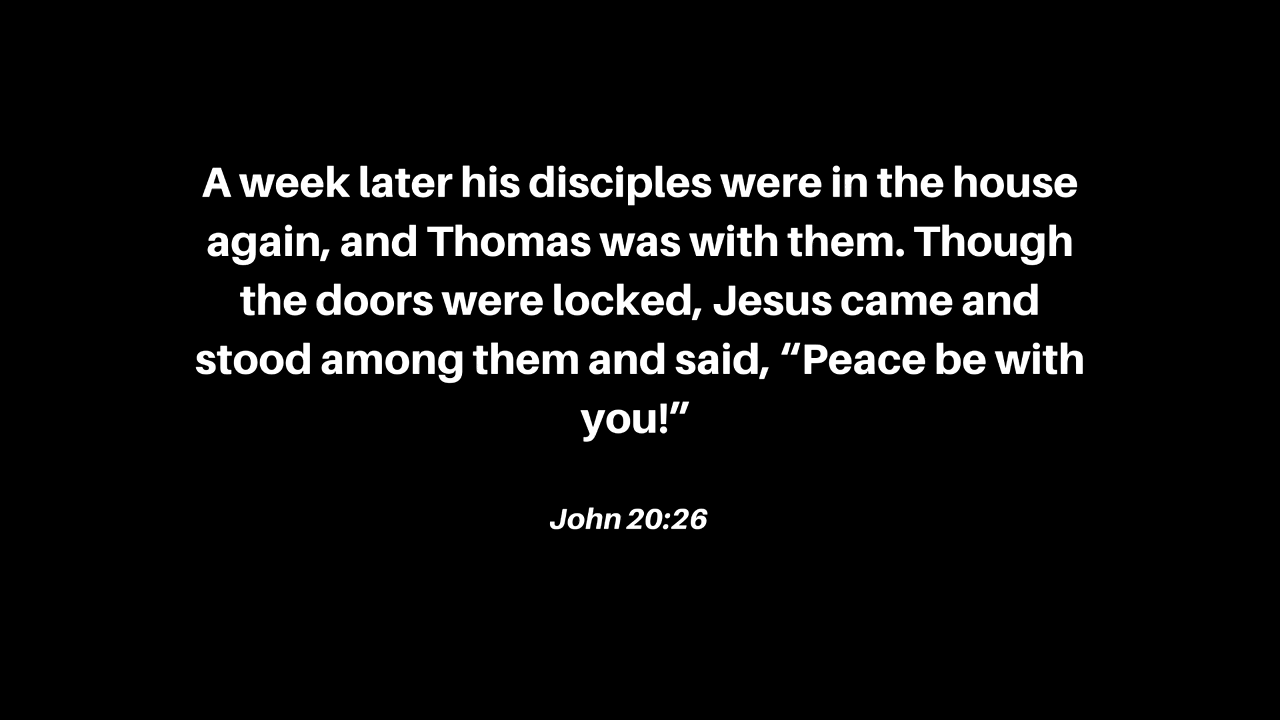 A week later his disciples were in the house
again, and Thomas was with them. Though
the doors were locked, Jesus came and
stood among them and said, “Peace be with
you!”
John 20:26